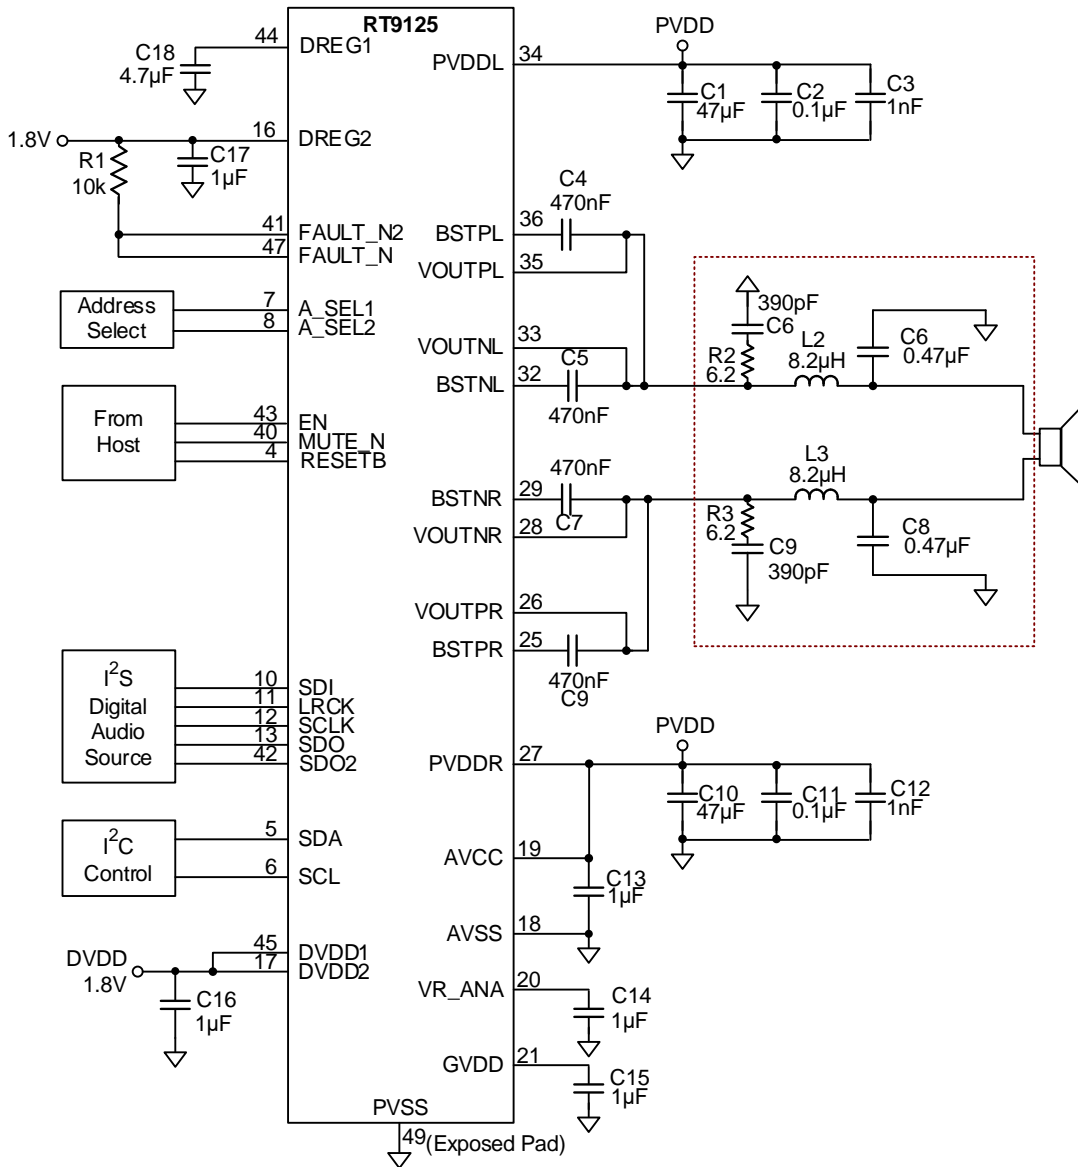 RT9125
44
DREG1
C18
4.7µF
16
DREG2
1.8V
R1
10k
C17
1µF
41
FAULT_N2
47
FAULT_N
Address
Select
7
A_SEL1
8
A_SEL2
From
Host
43
EN
40
MUTE_N
4
RESETB
I²S
Digital
Audio
Source
10
SDI
11
LRCK
12
SCLK
13
SDO
42
SDO2
I²C
Control
5
SDA
6
SCL
DVDD
1.8V
45
DVDD1
17
DVDD2
C16
1µF
PVSS
49 (Exposed Pad)
PVDD
PVDDL
34
C1
47µF
C2
0.1µF
C3
1nF
C4
470nF
BSTPL
36
VOUTPL
35
VOUTNL
33
BSTNL
32
C5
470nF
390pF
C6
R2
6.2
L2
8.2µH
C6
0.47µF
470nF
BSTNR
29
C7
VOUTNR
28
L3
8.2µH
R3
6.2
C9
390pF
C8
0.47µF
VOUTPR
26
BSTPR
25
470nF
C9
PVDD
PVDDR
27
C10
47µF
C11
0.1µF
C12
1nF
AVCC
19
C13
1µF
AVSS
18
VR_ANA
20
C14
1µF
GVDD
21
C15
1µF